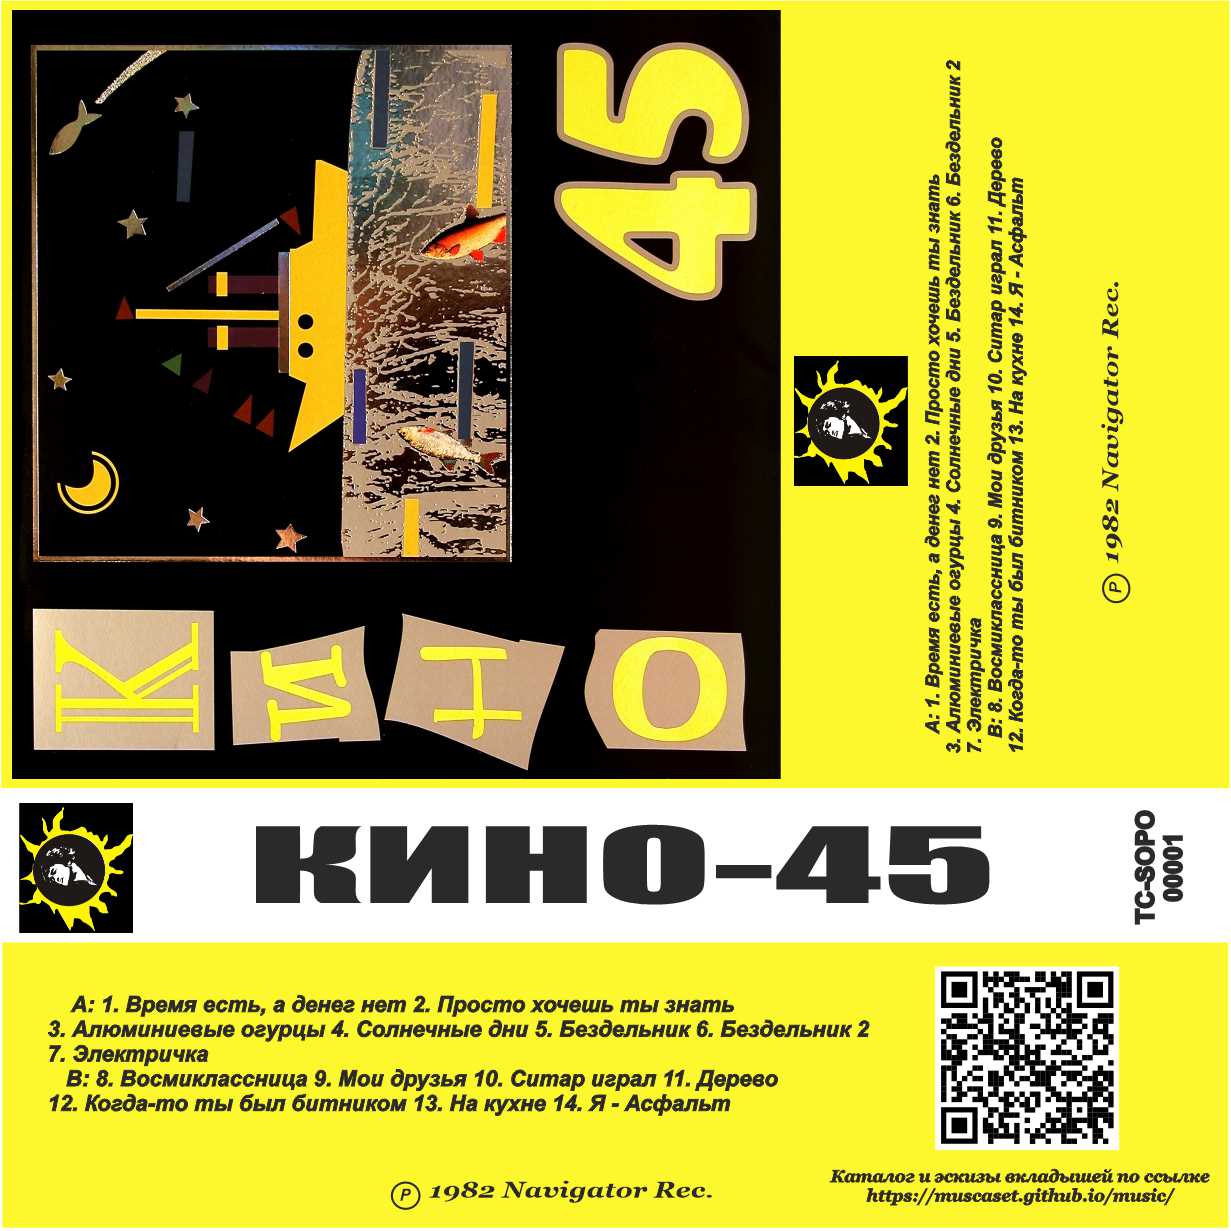 45
КИНО
А: 1. Время есть, а денег нет 2. Просто хочешь ты знать
3. Алюминиевые огурцы 4. Солнечные дни 5. Бездельник 6. Бездельник 2
7. Электричка
В: 8. Восмиклассница 9. Мои друзья 10. Ситар играл 11. Дерево
12. Когда-то ты был битником 13. На кухне 14. Я - Асфальт
Ⓟ 1982 Navigator Rec.
КИНО-45
TC-SOPO
00001
А: 1. Время есть, а денег нет 2. Просто хочешь ты знать
3. Алюминиевые огурцы 4. Солнечные дни 5. Бездельник 6. Бездельник 2
7. Электричка
В: 8. Восмиклассница 9. Мои друзья 10. Ситар играл 11. Дерево
12. Когда-то ты был битником 13. На кухне 14. Я - Асфальт
Ⓟ 1982 Navigator Rec.
Каталог и эскизы вкладышей по ссылке
https://muscaset.github.io/music/